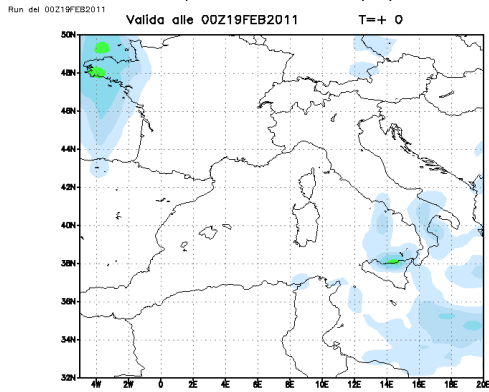 Run del 00Z19FEB2011
Valida alle 00Z19FEB2011 T=+ 0
50N
48N
46N
44N
42N
40N
38N
36N
34N
32N
4W 2W 0 2E 4E 6E 8E 10E 12E 14E 16E 18E 20E